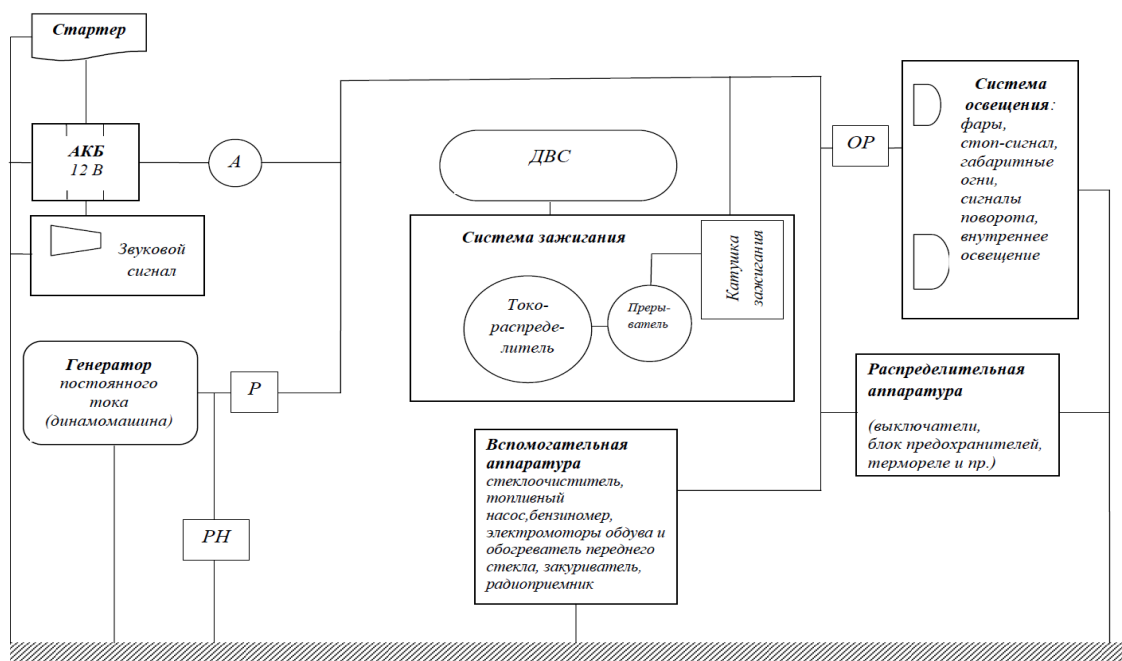 Стартер
АКБ
12 В
А
Звуковой
сигнал
Генератор
постоянного
тока
(динамомашина)
Р
РН
ДВС
Система зажигания
Токо-
распреде-
литель
Преры-
ватель
Катушка
зажигания
Вспомогательная
аппаратура
стеклоочиститель,
топливный
насос,бензиномер,
электромоторы обдува и
обогреватель переднего
стекла, закуриватель,
радиоприемник
ОР
Система
освещения:
фары,
стоп-сигнал,
габаритные
огни,
сигналы
поворота,
внутреннее
освещение
Распределительная
аппаратура
(выключатели,
блок предохранителей,
термореле и пр.)